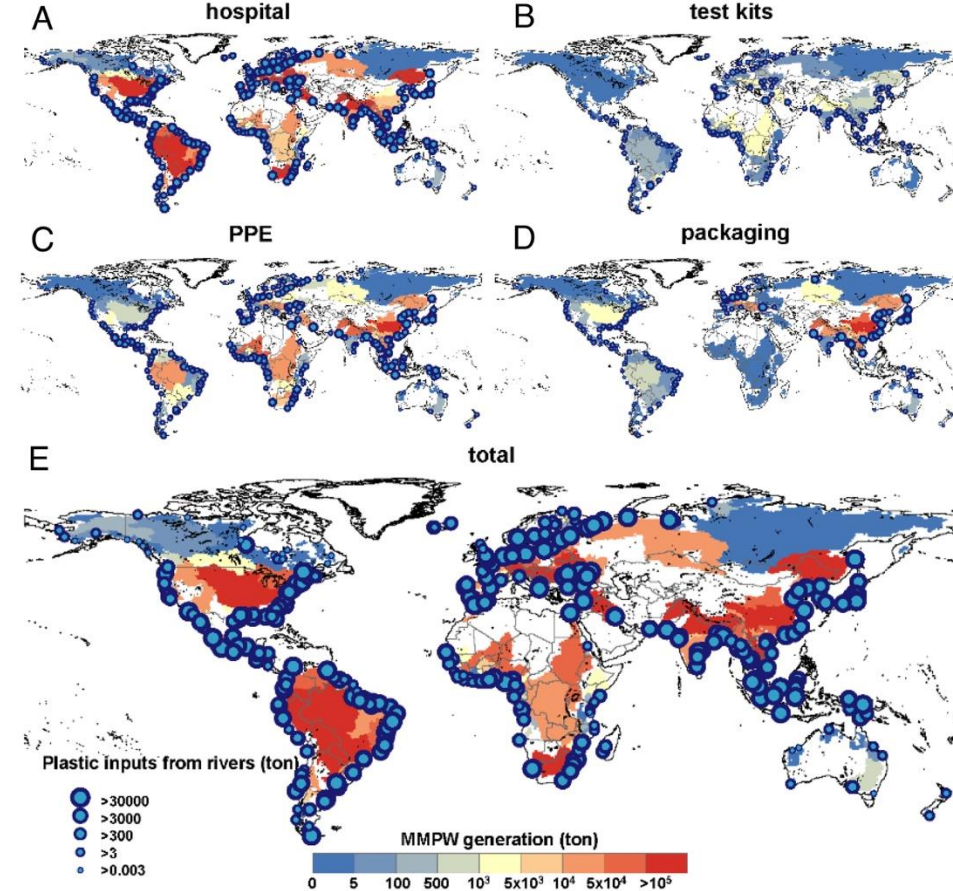 A
hospital
B
test kits
C
PPE
D
packaging
E
total
Plastic inputs from rivers (ton)
>30000
>3000
>300
>3
>0.003
MMPW generation (ton)
0 5 100 500 10³ 5x10³ 10⁴ 5x10⁴ >10⁵